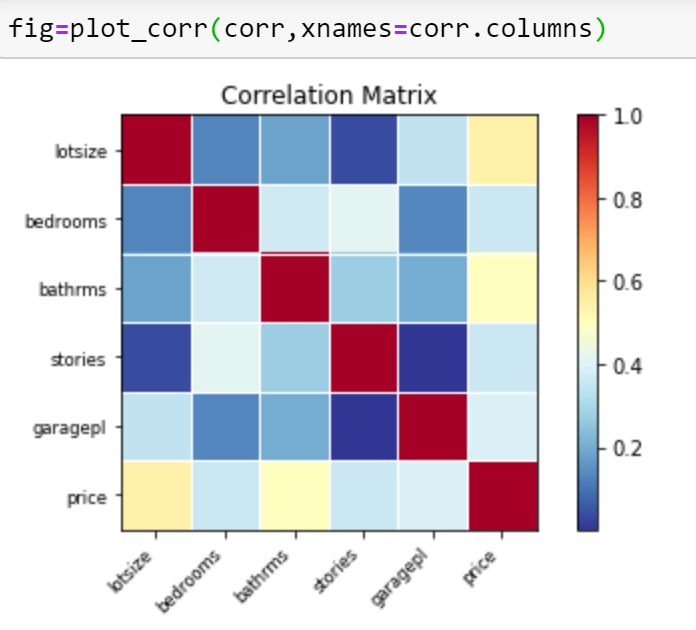 fig=plot_corr(corr,xnames=corr.columns)
Correlation Matrix
lotsize
bedrooms
bathrms
stories
garagepl
price
lotsize
bedrooms
bathrms
stories
garagepl
price
1.0
0.8
0.6
0.4
0.2